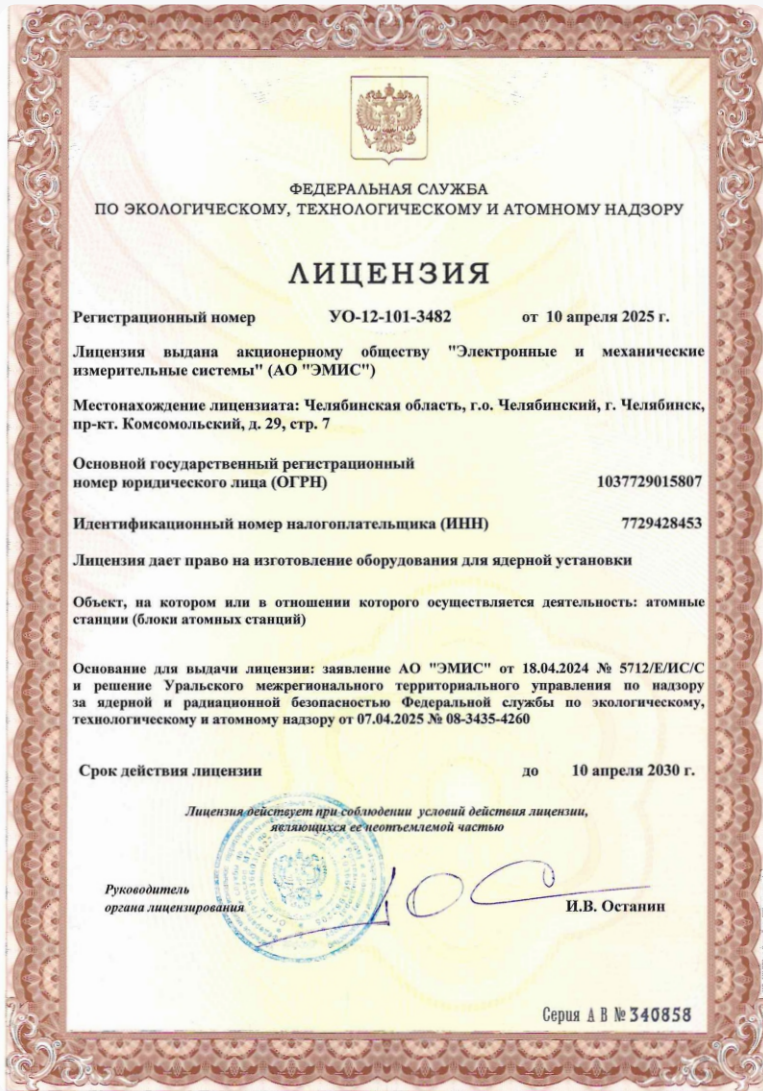 ФЕДЕРАЛЬНАЯ СЛУЖБА
ПО ЭКОЛОГИЧЕСКОМУ, ТЕХНОЛОГИЧЕСКОМУ И АТОМНОМУ НАДЗОРУ
ЛИЦЕНЗИЯ
Регистрационный номер УО-12-101-3482 от 10 апреля 2025 г.
Лицензия выдана акционерному обществу "Электронные и механические
измерительные системы" (АО "ЭМИС")
Местонахождение лицензиата: Челябинская область, г.о. Челябинский, г. Челябинск,
пр-кт. Комсомольский, д. 29, стр. 7
Основной государственный регистрационный
номер юридического лица (ОГРН) 1037729015807
Идентификационный номер налогоплательщика (ИНН) 7729428453
Лицензия дает право на изготовление оборудования для ядерной установки
Объект, на котором или в отношении которого осуществляется деятельность: атомные
станции (блоки атомных станций)
Основание для выдачи лицензии: заявление АО "ЭМИС" от 18.04.2024 № 5712/Е/ИС/С
и решение Уральского межрегионального территориального управления по надзору
за ядерной и радиационной безопасностью Федеральной службы по экологическому,
технологическому и атомному надзору от 07.04.2025 № 08-3435-4260
Срок действия лицензии до 10 апреля 2030 г.
Лицензия действует при соблюдении условий действия лицензии,
являющихся ее неотъемлемой частью
Руководитель
органа лицензирования И.В. Останин
Серия А В № 340858